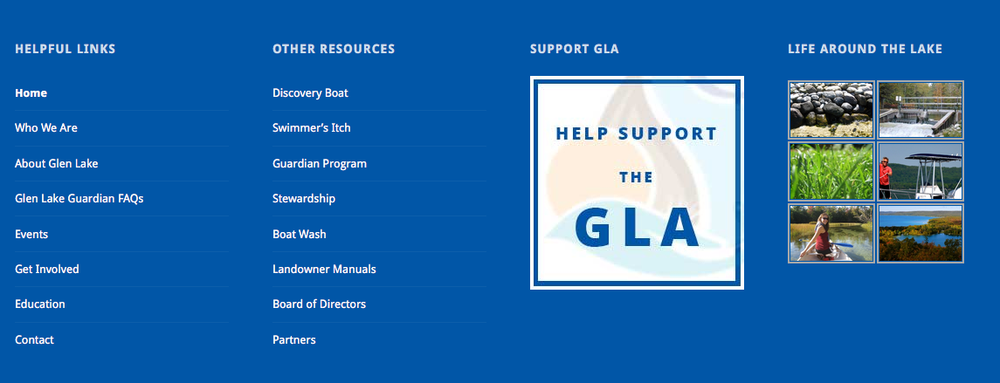 HELPFUL LINKS
Home
Who We Are
About Glen Lake
Glen Lake Guardian FAQs
Events
Get Involved
Education
Contact
OTHER RESOURCES
Discovery Boat
Swimmer’s Itch
Guardian Program
Stewardship
Boat Wash
Landowner Manuals
Board of Directors
Partners
SUPPORT GLA
HELP SUPPORT
THE
GLA
LIFE AROUND THE LAKE